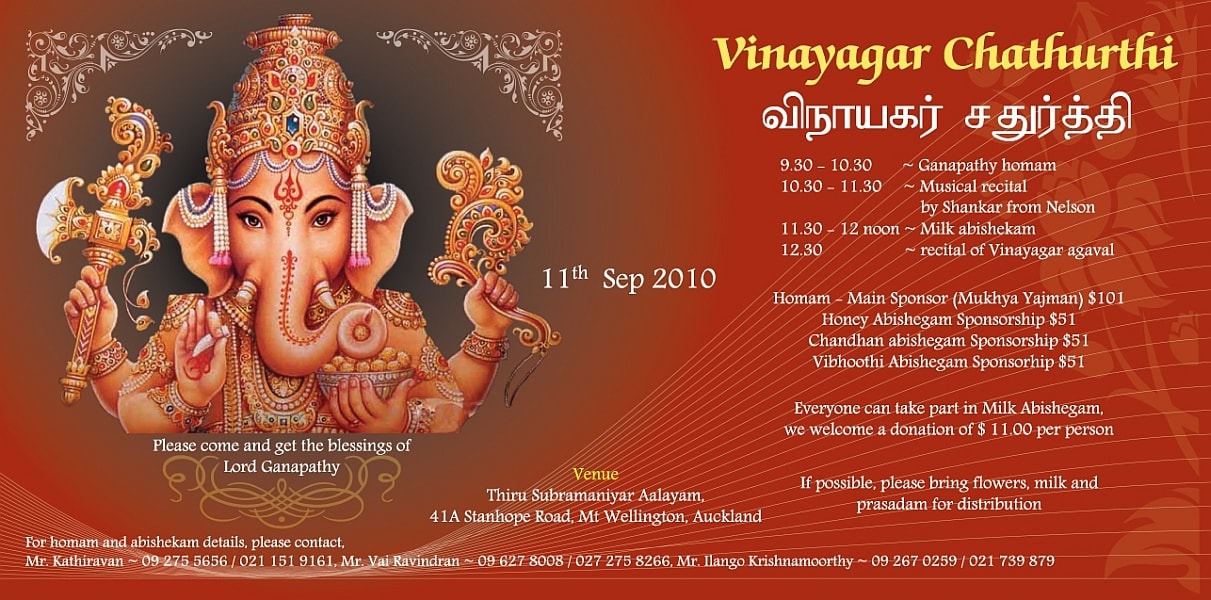 Vinayagar Chathurthi
விநாயகர் சதுர்த்தி
9.30 - 10.30 ~ Ganapathy homam
10.30 - 11.30 ~ Musical recital
by Shankar from Nelson
11.30 - 12 noon ~ Milk abishekam
12.30 ~ recital of Vinayagar agaval
11th Sep 2010
Homam - Main Sponsor (Mukhya Yajman) $101
Honey Abishegam Sponsorship $51
Chandhan abishegam Sponsorship $51
Vibhoothi Abishegam Sponsorhip $51
Everyone can take part in Milk Abishegam,
we welcome a donation of $ 11.00 per person
If possible, please bring flowers, milk and
prasadam for distribution
Please come and get the blessings of
Lord Ganapathy
Venue
Thiru Subramaniyar Aalayam,
41A Stanhope Road, Mt Wellington, Auckland
For homam and abishekam details, please contact,
Mr. Kathiravan ~ 09 275 5656 / 021 151 9161, Mr. Vai Ravindran ~ 09 627 8008 / 027 275 8266, Mr. Ilango Krishnamoorthy ~ 09 267 0259 / 021 739 879